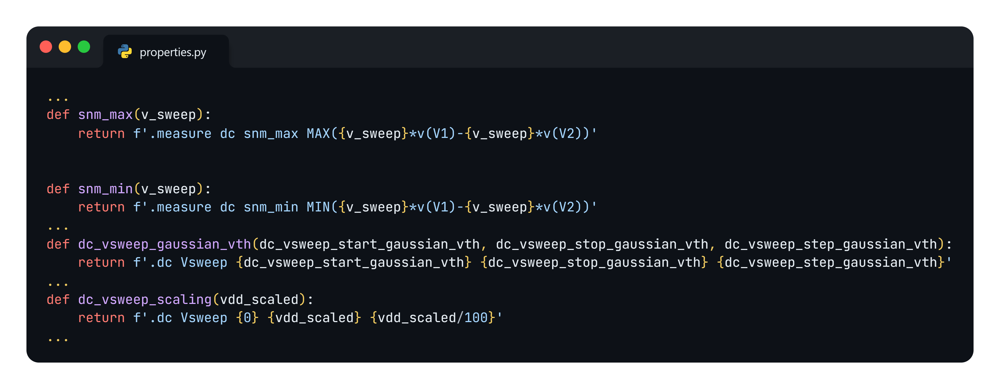 properties.py
...
def snm_max(v_sweep):
    return f'.measure dc snm_max MAX({v_sweep}*v(V1)-{v_sweep}*v(V2))'
def snm_min(v_sweep):
    return f'.measure dc snm_min MIN({v_sweep}*v(V1)-{v_sweep}*v(V2))'
...
def dc_vsweep_gaussian_vth(dc_vsweep_start_gaussian_vth, dc_vsweep_stop_gaussian_vth, dc_vsweep_step_gaussian_vth):
    return f'.dc Vsweep {dc_vsweep_start_gaussian_vth} {dc_vsweep_stop_gaussian_vth} {dc_vsweep_step_gaussian_vth}'
...
def dc_vsweep_scaling(vdd_scaled):
    return f'.dc Vsweep {0} {vdd_scaled} {vdd_scaled/100}'
...